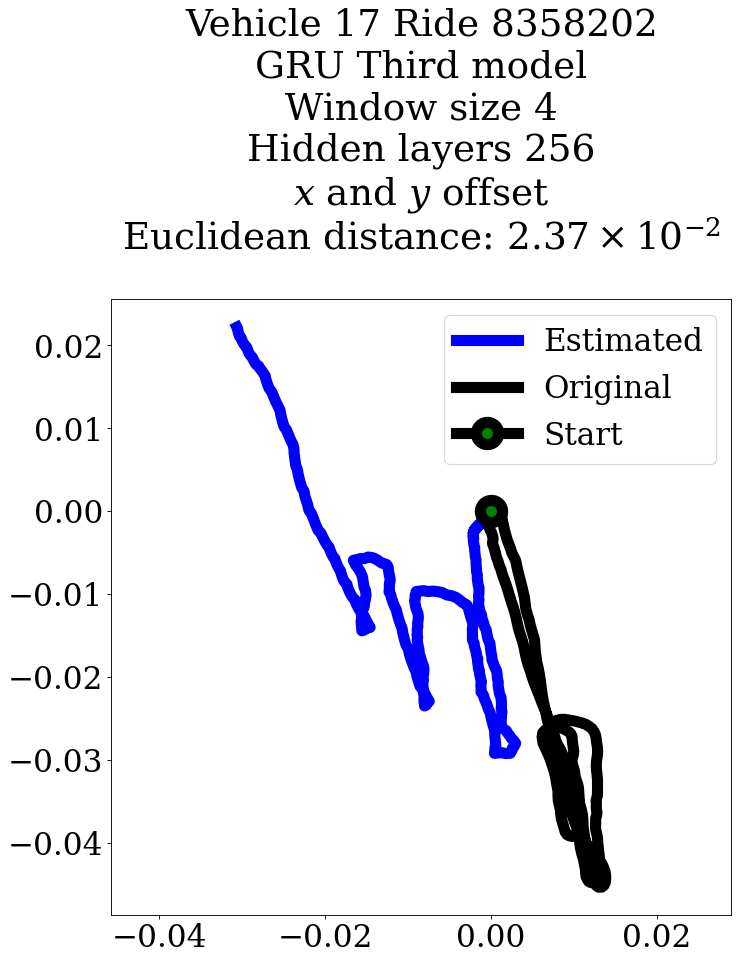 Vehicle 17 Ride 8358202
GRU Third model
Window size 4
Hidden layers 256
x and y offset
Euclidean distance: 2.37 × 10⁻²
Estimated
Original
Start
0.02
0.01
0.00
−0.01
−0.02
−0.03
−0.04
−0.04 −0.02 0.00 0.02